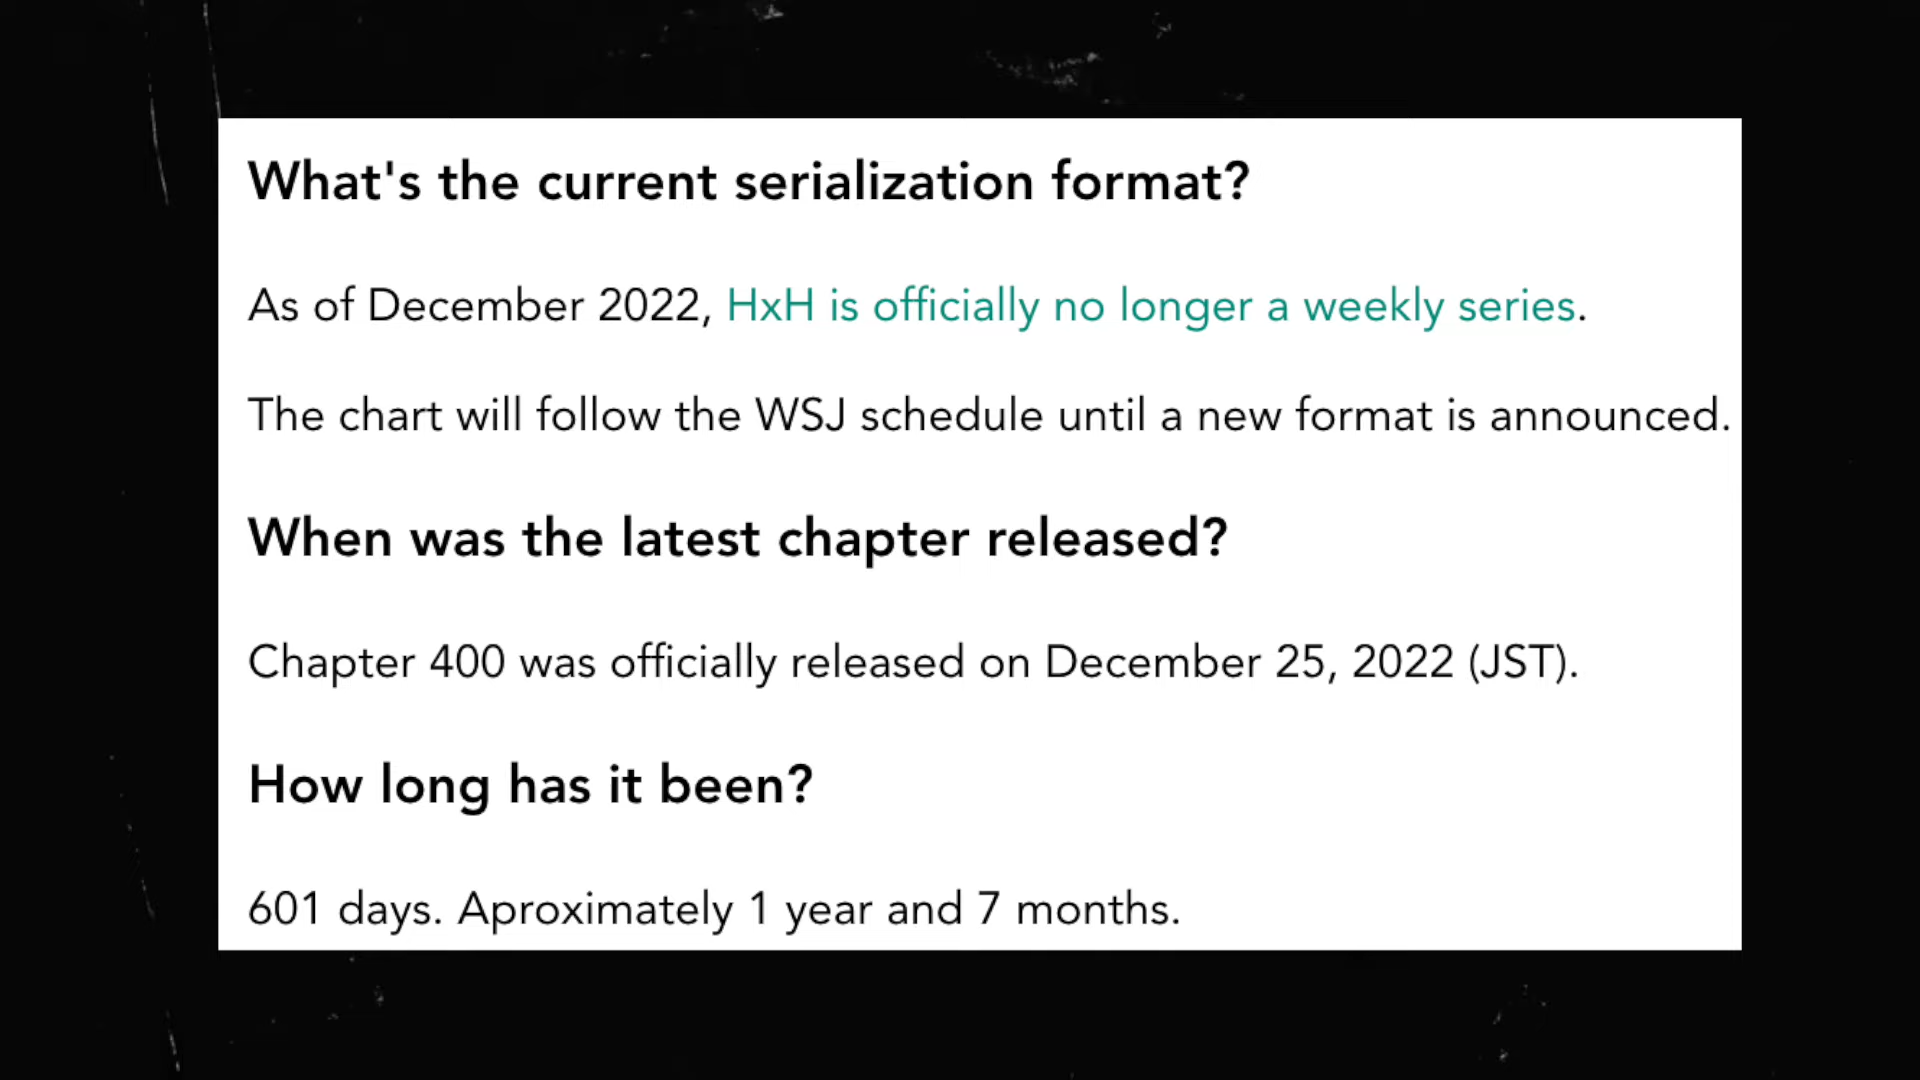 What's the current serialization format?
As of December 2022, HxH is officially no longer a weekly series.
The chart will follow the WSJ schedule until a new format is announced.
When was the latest chapter released?
Chapter 400 was officially released on December 25, 2022 (JST).
How long has it been?
601 days. Aproximately 1 year and 7 months.